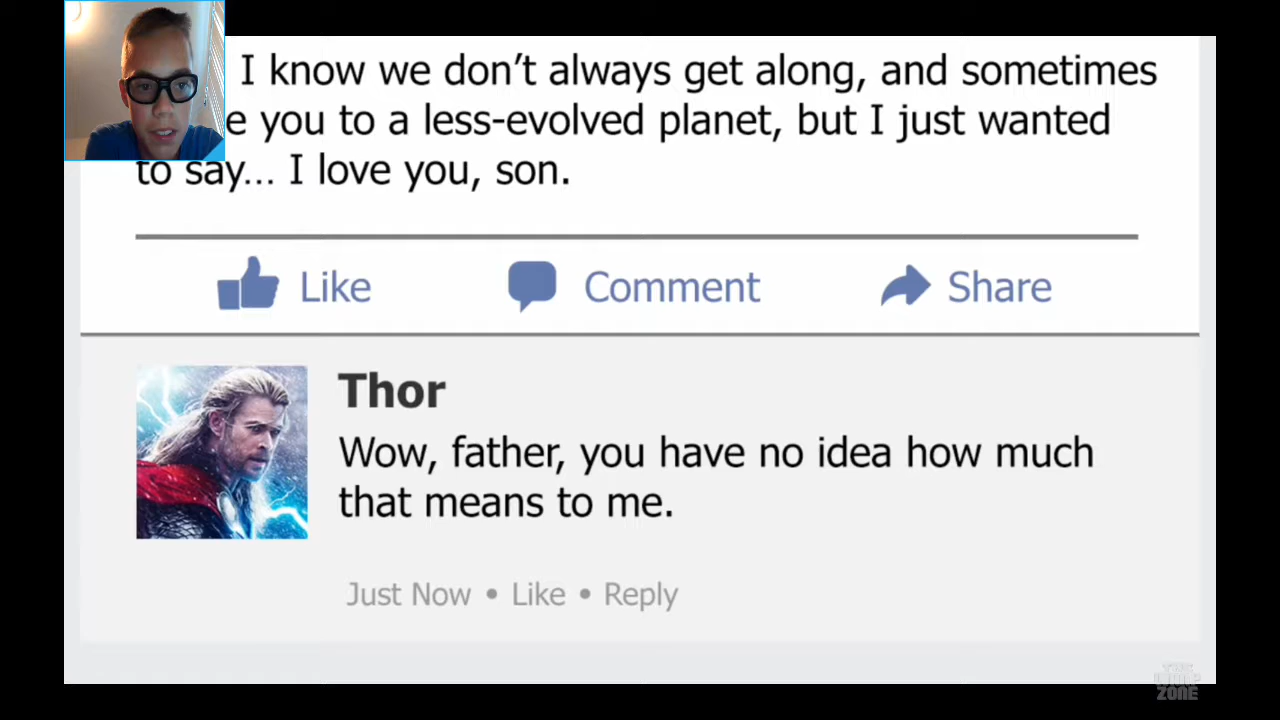 I know we don't always get along, and sometimes
e you to a less-evolved planet, but I just wanted
to say... I love you, son.
Like
Comment
Share
Thor
Wow, father, you have no idea how much
that means to me.
Just Now • Like • Reply
ZONE